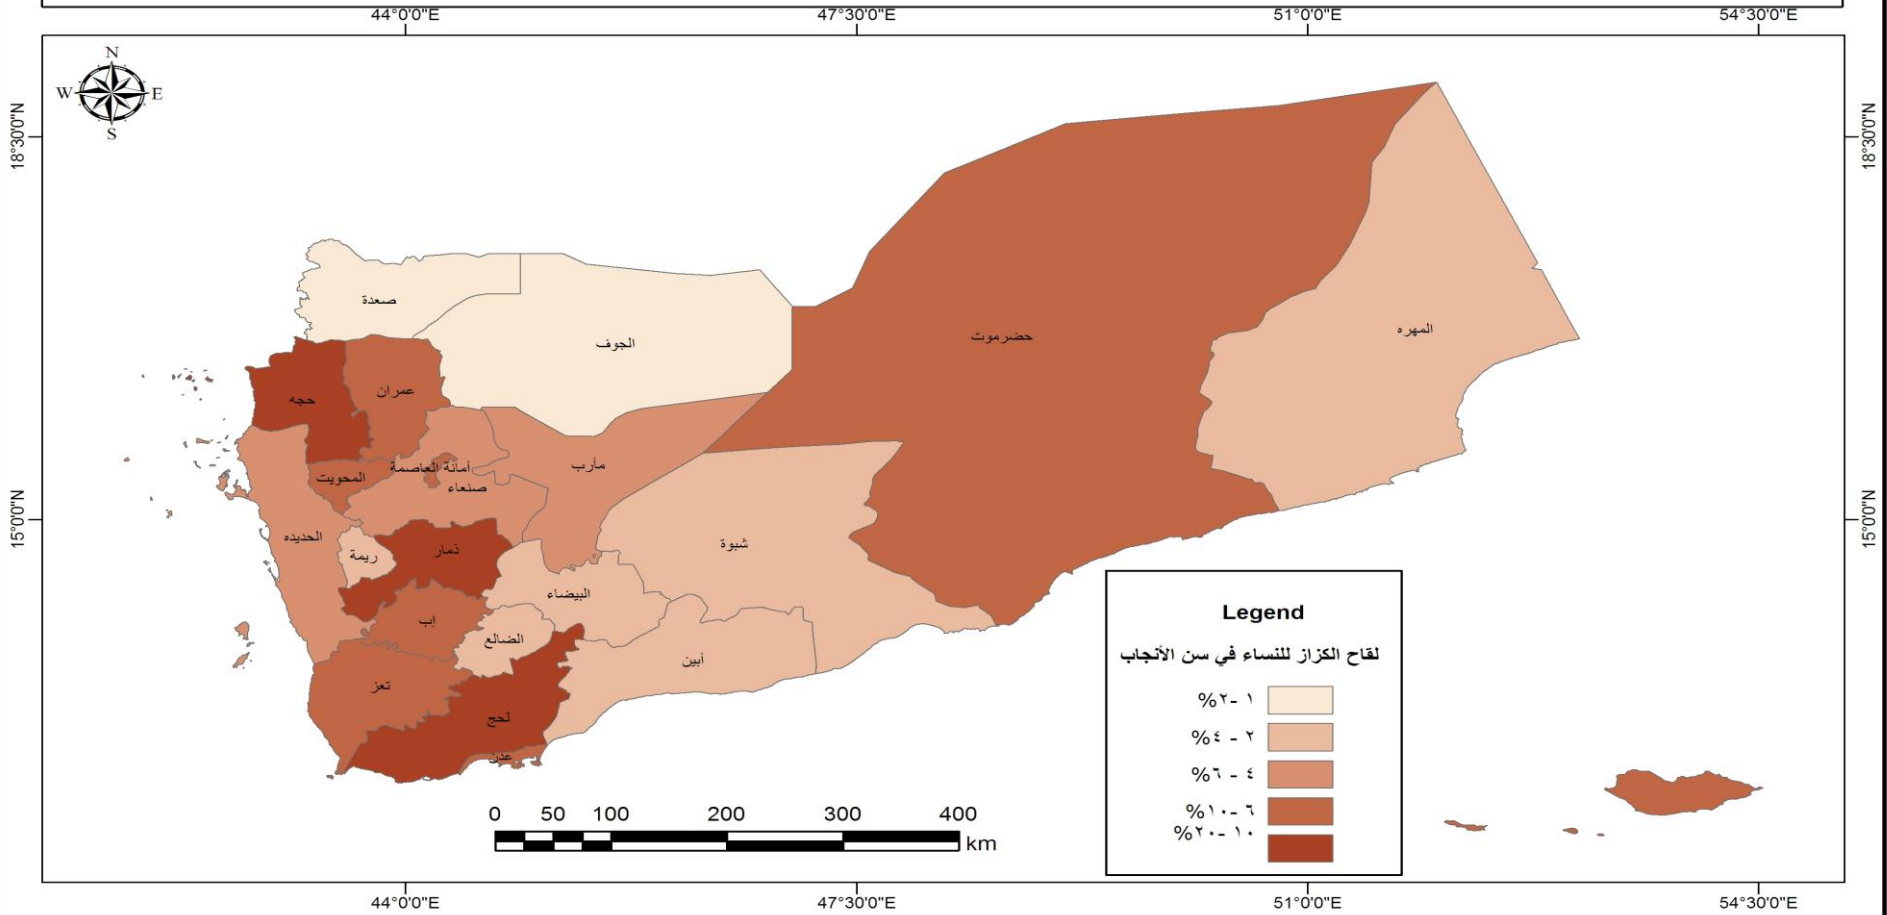 44°0'0"E 47°30'0"E 51°0'0"E 54°30'0"E
N
W E
S
18°30'0"N 18°30'0"N
صعدة
الجوف
حضرموت
المهره
حجه
عمران
أمانة العاصمة
مأرب
المحويت
صنعاء
الحديده
ريمة
ذمار
شبوة
البيضاء
إب
الضالع
أبين
تعز
لحج
عدن
15°0'0"N 15°0'0"N
Legend
لقاح الكزاز للنساء في سن الأنجاب
١ -٢%
٢ - ٤%
٤ - ٦%
٦ -١٠%
١٠ -٢٠%
0 50 100 200 300 400
km
44°0'0"E 47°30'0"E 51°0'0"E 54°30'0"E